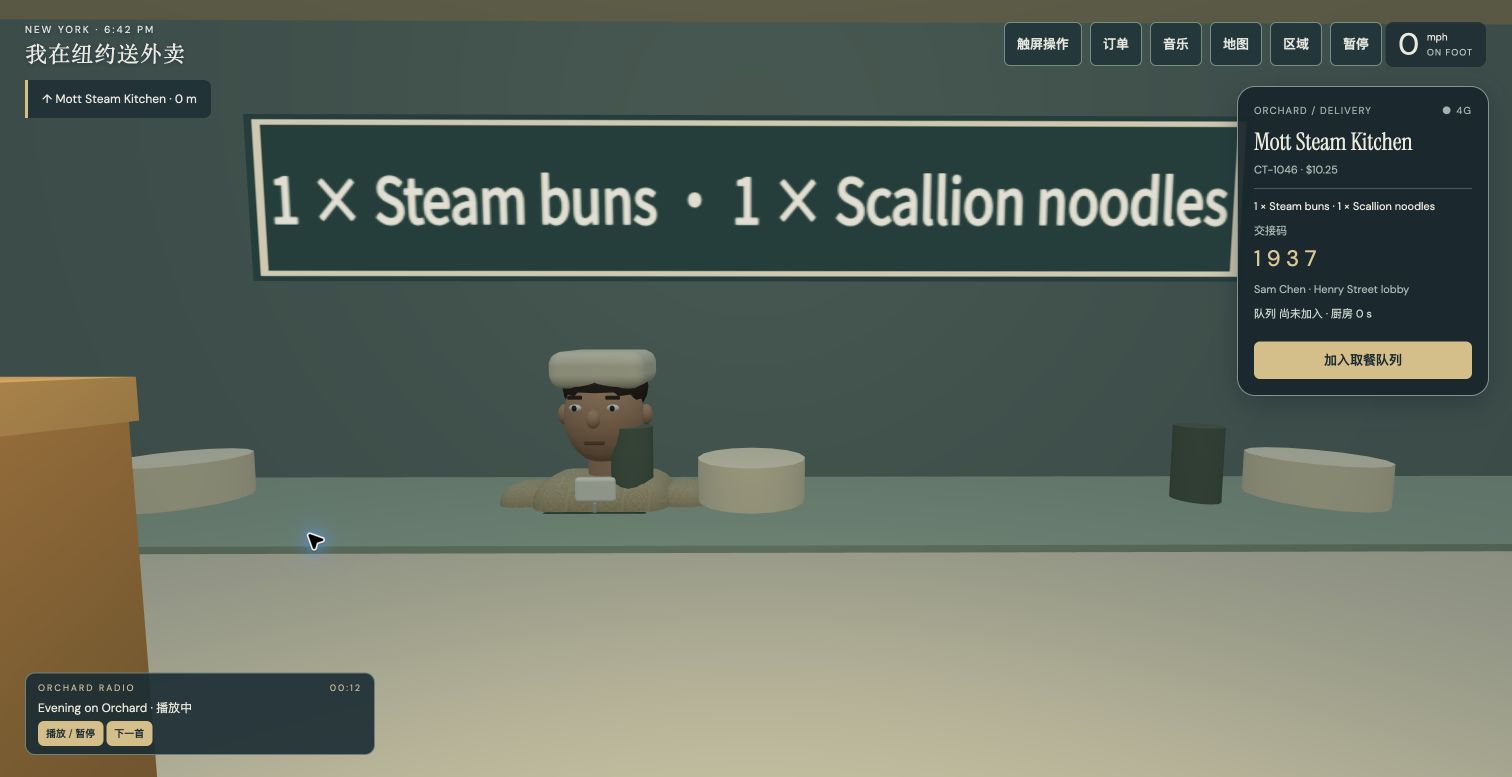 NEW YORK · 6:42 PM
我在纽约送外卖
↑ Mott Steam Kitchen · 0 m
触屏操作
订单
音乐
地图
区域
暂停
0 mph
ON FOOT
1 × Steam buns · 1 × Scallion noodles
ORCHARD / DELIVERY
4G
Mott Steam Kitchen
CT-1046 · $10.25
1 × Steam buns · 1 × Scallion noodles
交接码
1937
Sam Chen · Henry Street lobby
队列 尚未加入 · 厨房 0 s
加入取餐队列
ORCHARD RADIO
00:12
Evening on Orchard · 播放中
播放 / 暂停
下一首